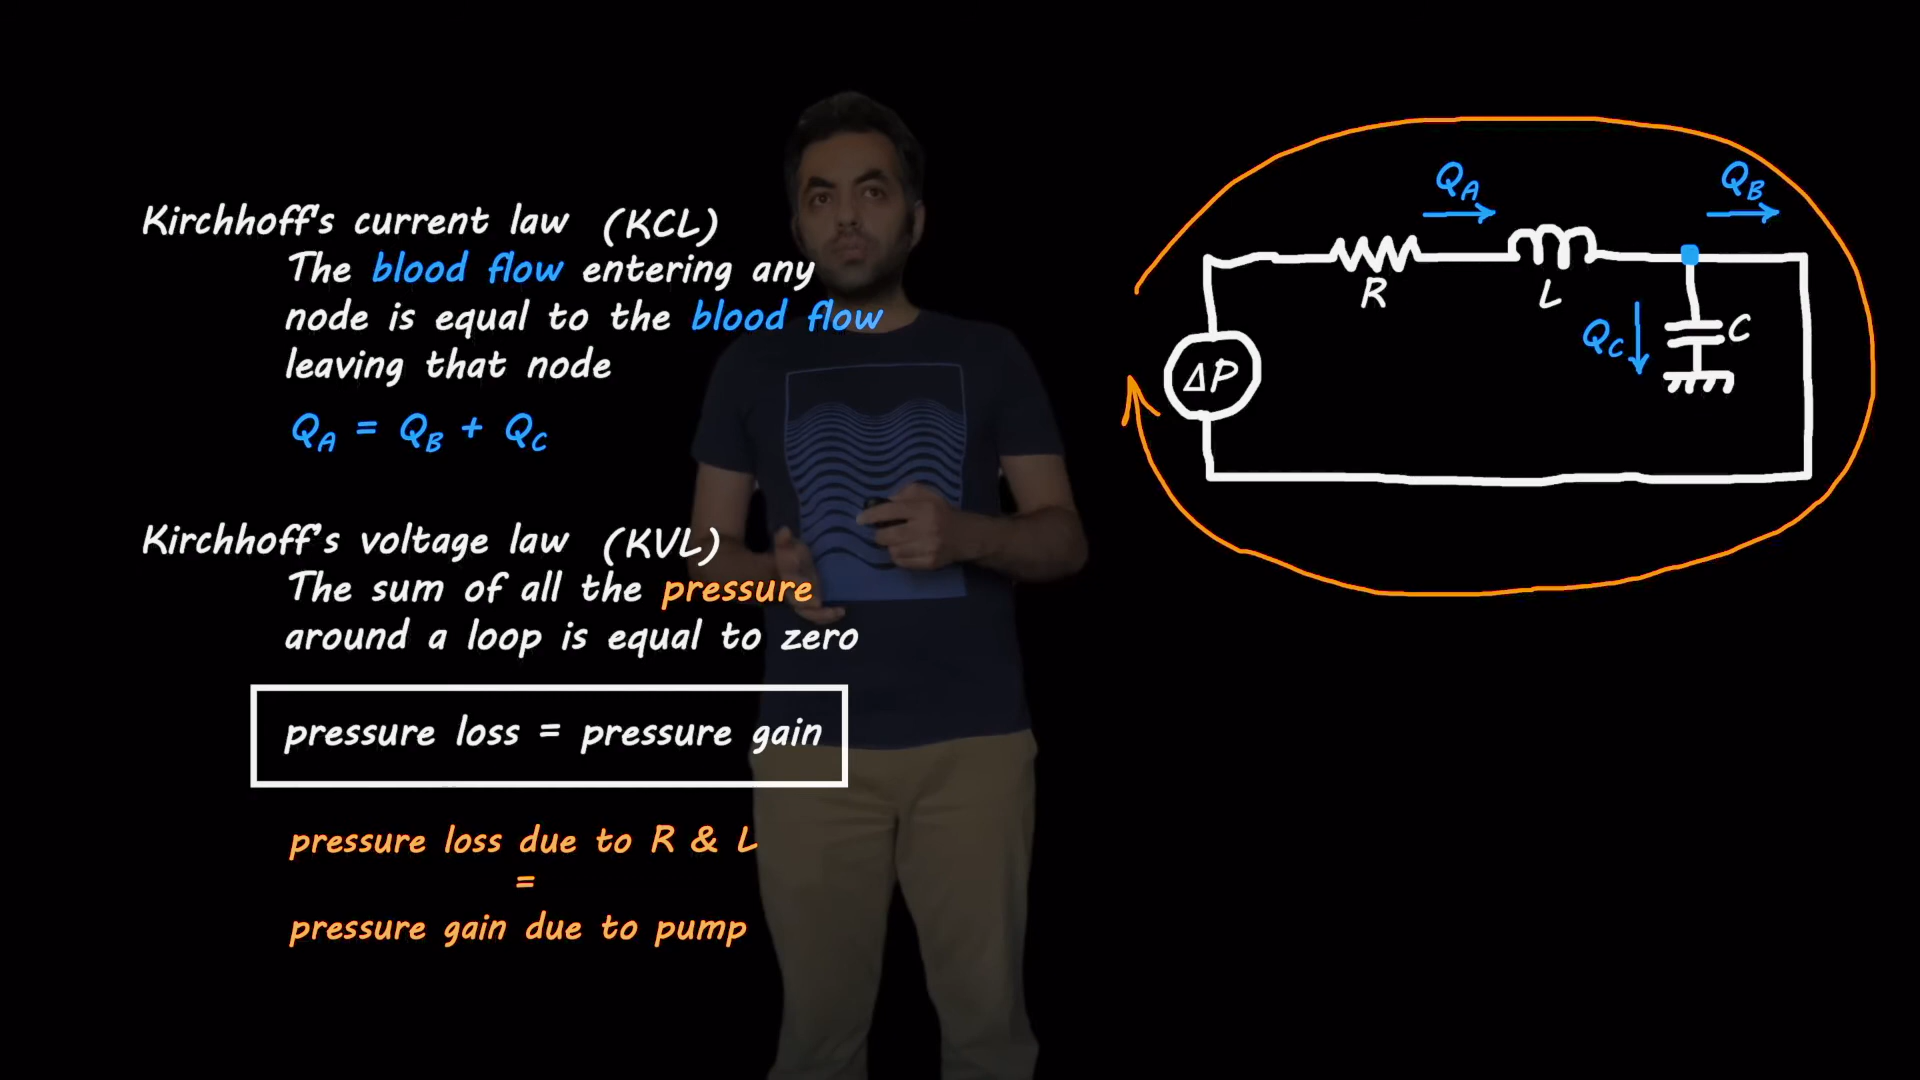 Kirchhoff's current law (KCL)
The blood flow entering any
node is equal to the blood flow
leaving that node
QA = QB + QC
Kirchhoff's voltage law (KVL)
The sum of all the pressure
around a loop is equal to zero
pressure loss = pressure gain
pressure loss due to R & L
=
pressure gain due to pump
QA
QB
R
L
QC
C
ΔP